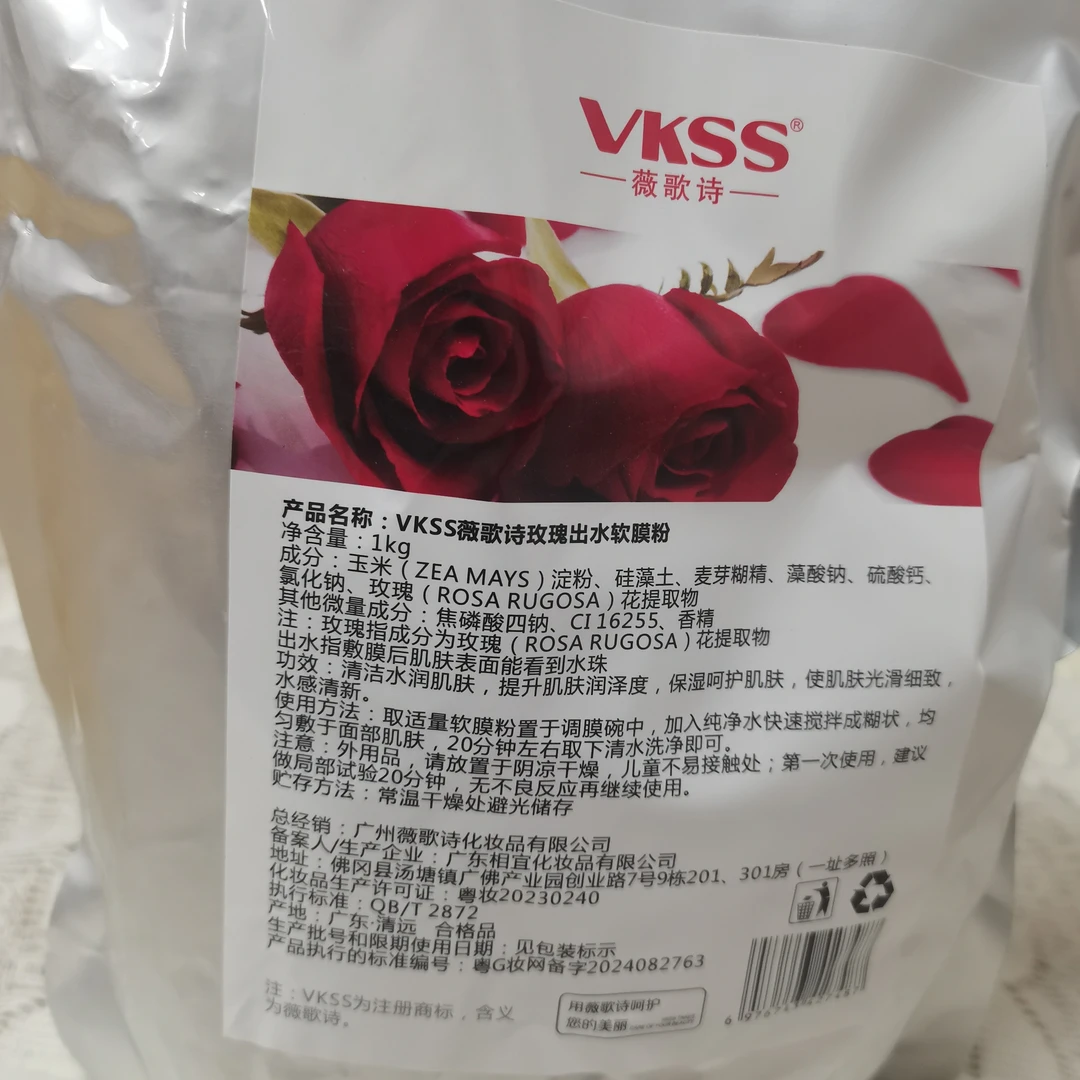 VKSS®
薇歌诗
产品名称：VKSS薇歌诗玫瑰出水软膜粉
净含量：1kg
成分：玉米（ZEA MAYS）淀粉、硅藻土、麦芽糊精、藻酸钠、硫酸钙、
氯化钠、玫瑰（ROSA RUGOSA）花提取物
其他微量成分：焦磷酸四钠、CI 16255、香精
注：玫瑰指成分为玫瑰（ROSA RUGOSA）花提取物
出水指敷膜后肌肤表面能看到水珠
功效：清洁水润肌肤，提升肌肤润泽度，保湿呵护肌肤，使肌肤光滑细致，
水感清新。
使用方法：取适量软膜粉置于调膜碗中，加入纯净水快速搅拌成糊状，均
匀敷于面部肌肤，20分钟左右取下清水洗净即可。
注意：外用品，请放置于阴凉干燥，儿童不易接触处；第一次使用，建议
做局部试验20分钟，无不良反应再继续使用。
贮存方法：常温干燥处避光储存
总经销：广州薇歌诗化妆品有限公司
备案人/生产企业：广东相宜化妆品有限公司
地址：佛冈县汤塘镇广佛产业园创业路7号9栋201、301房（一址多照）
化妆品生产许可证：粤妆20230240
执行标准：QB/T 2872
产地：广东·清远 合格品
生产批号和限期使用日期：见包装标示
产品执行的标准编号：粤G妆网备字2024082763
注：VKSS为注册商标，含义
为薇歌诗。
用薇歌诗呵护
您的美丽